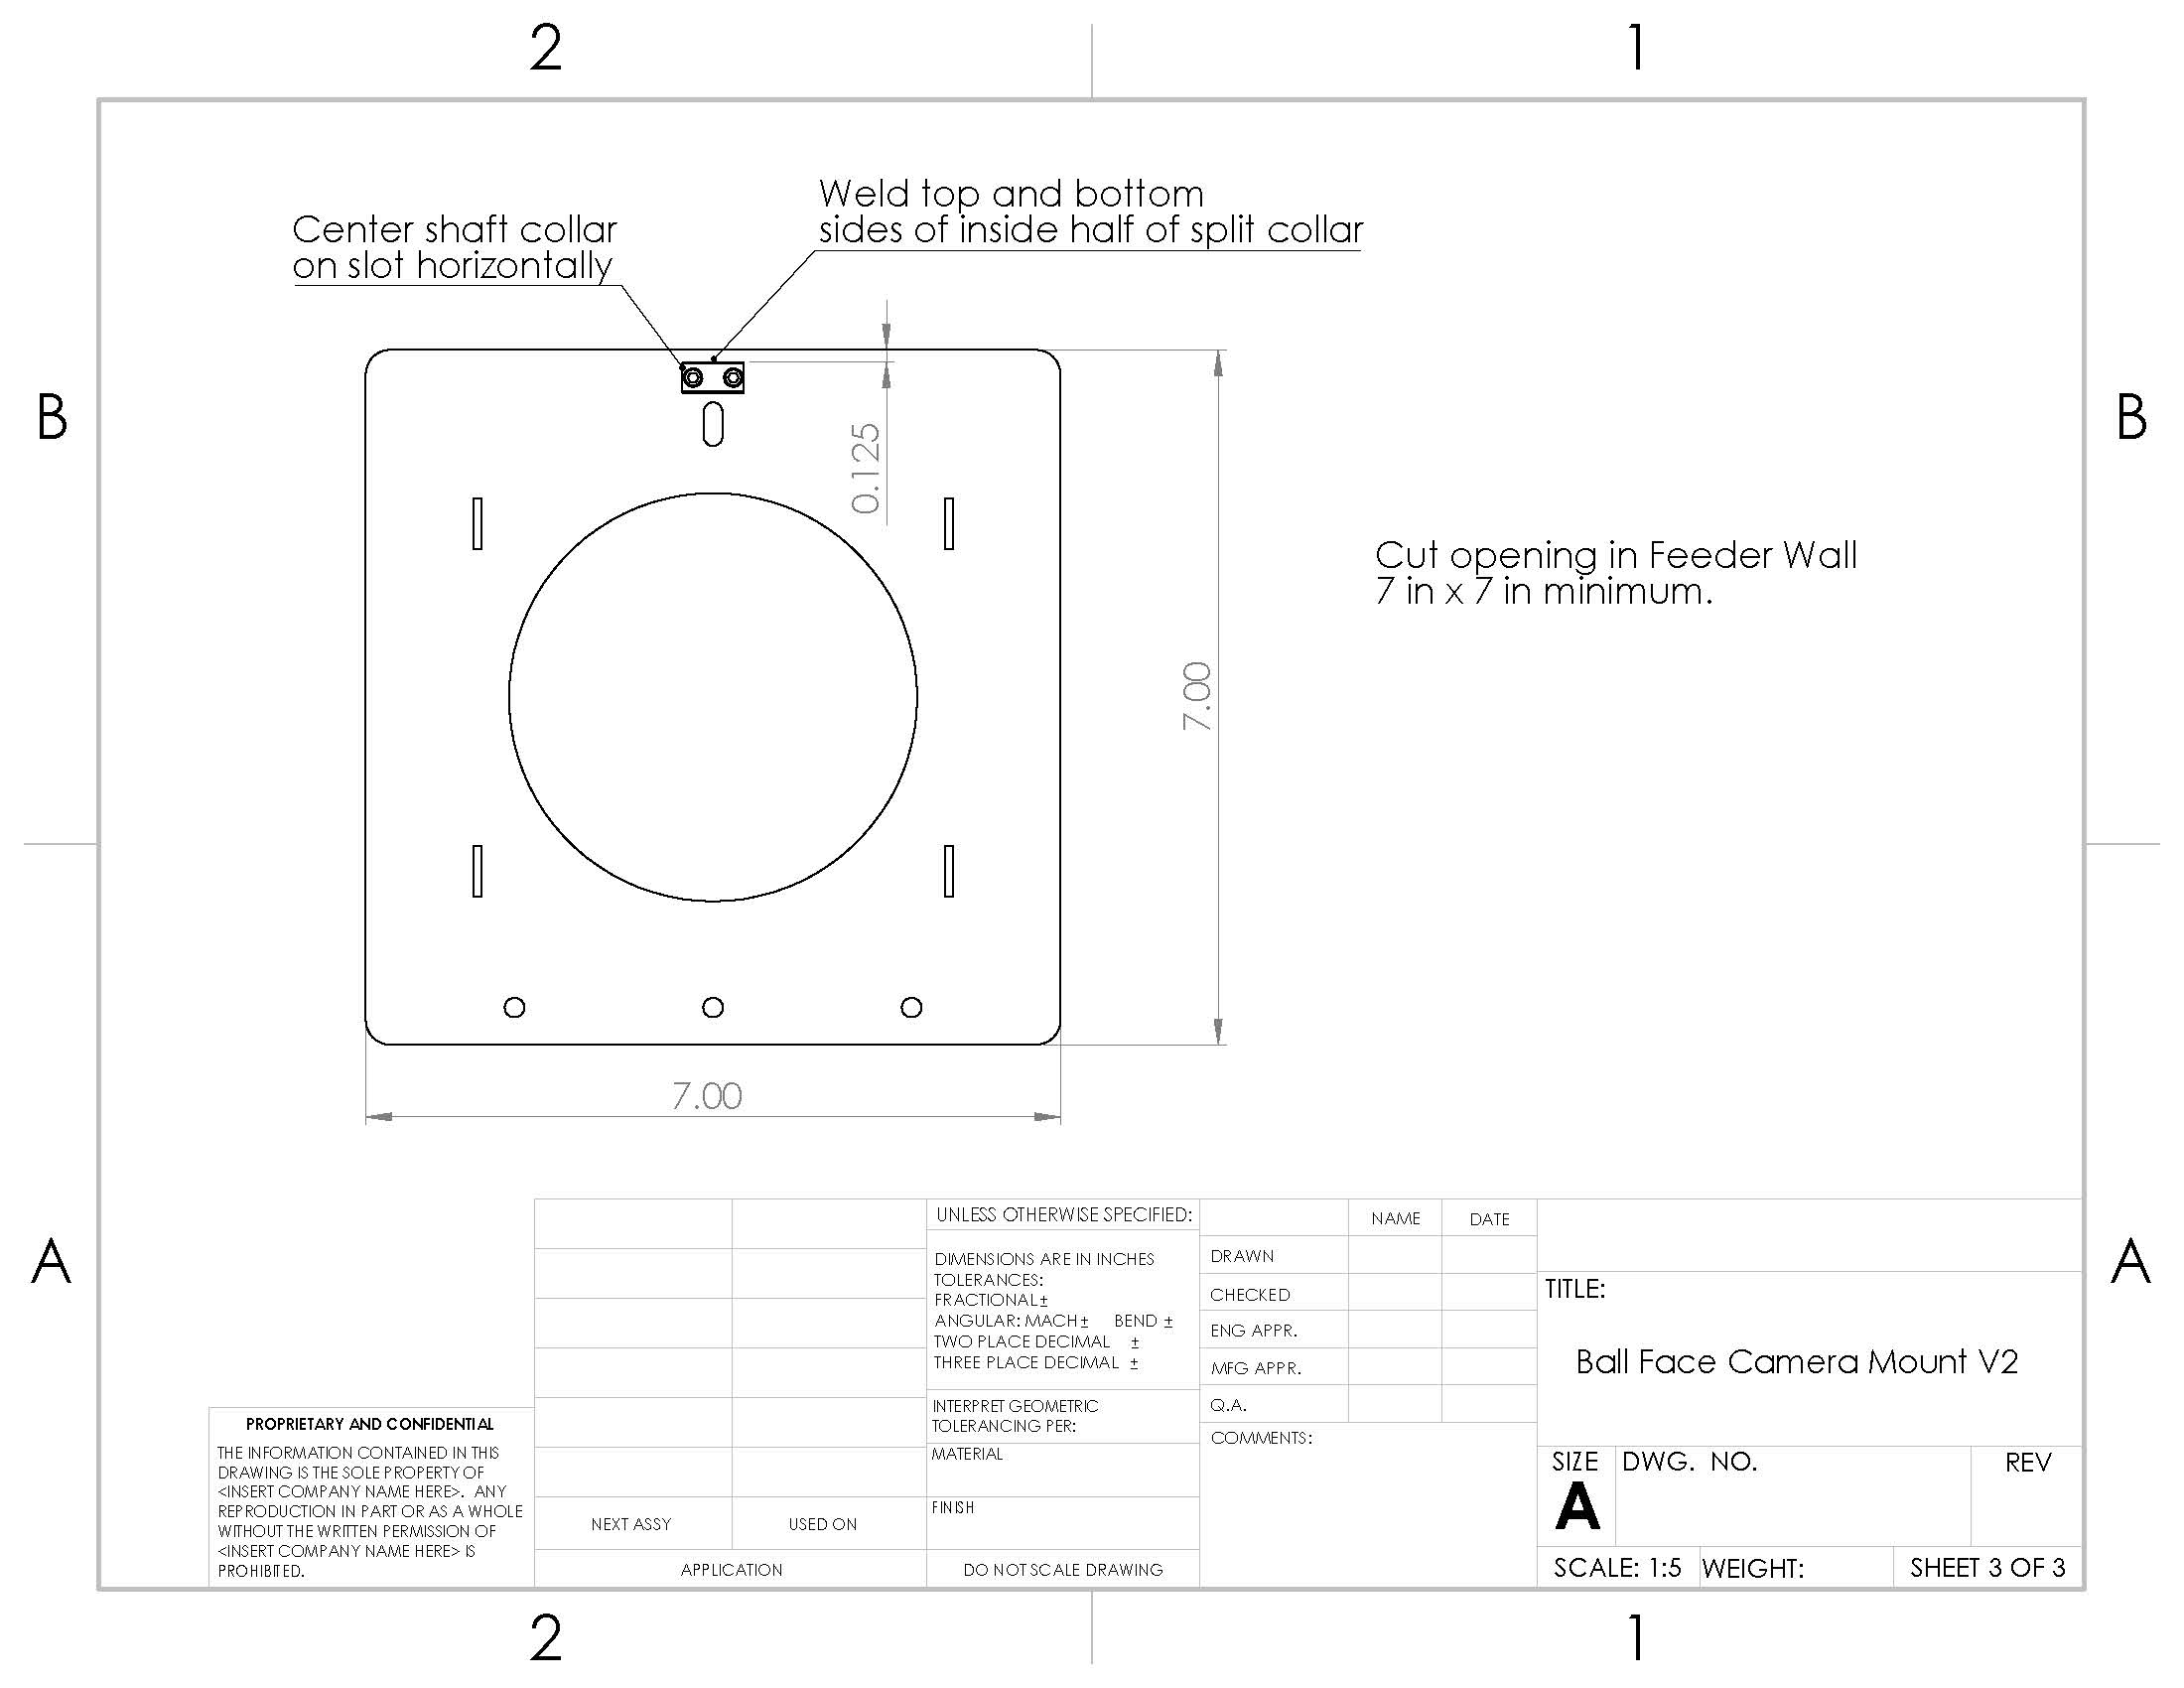 2
1
Center shaft collar
on slot horizontally
Weld top and bottom
sides of inside half of split collar
B
B
0.125
Cut opening in Feeder Wall
7 in x 7 in minimum.
7.00
7.00
A
A
UNLESS OTHERWISE SPECIFIED:
DIMENSIONS ARE IN INCHES
TOLERANCES:
FRACTIONAL±
ANGULAR: MACH± BEND ±
TWO PLACE DECIMAL ±
THREE PLACE DECIMAL ±
INTERPRET GEOMETRIC
TOLERANCING PER:
MATERIAL
FINISH
DO NOT SCALE DRAWING
NAME DATE
DRAWN
CHECKED
ENG APPR.
MFG APPR.
Q.A.
COMMENTS:
TITLE:
Ball Face Camera Mount V2
SIZE
A
DWG. NO.
REV
SCALE: 1:5
WEIGHT:
SHEET 3 OF 3
PROPRIETARY AND CONFIDENTIAL
THE INFORMATION CONTAINED IN THIS
DRAWING IS THE SOLE PROPERTY OF
<INSERT COMPANY NAME HERE>. ANY
REPRODUCTION IN PART OR AS A WHOLE
WITHOUT THE WRITTEN PERMISSION OF
<INSERT COMPANY NAME HERE> IS
PROHIBITED.
NEXT ASSY
USED ON
APPLICATION
2
1